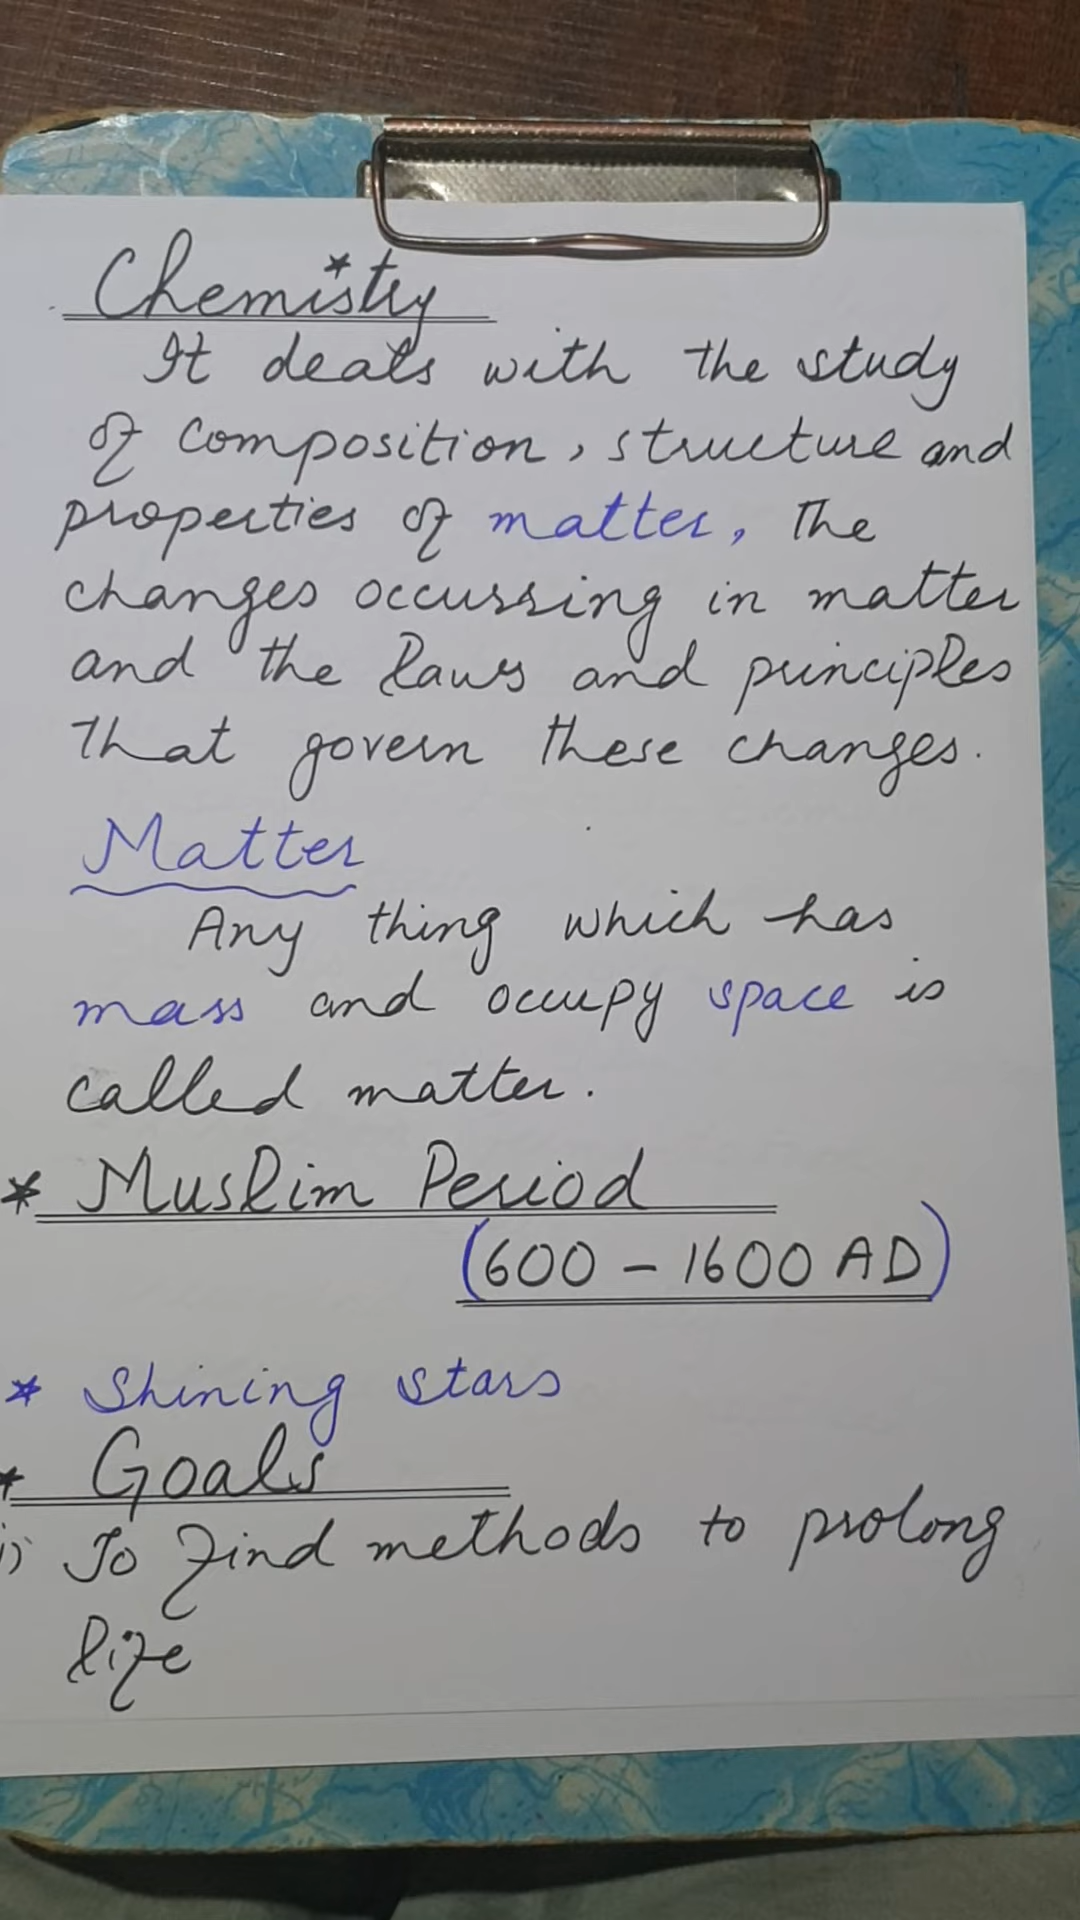 Chemistry
It deals with the study
of composition, structure and
properties of matter, the
changes occurring in matter
and the laws and principles
that govern these changes.
Matter
Any thing which has
mass and occupy space is
called matter.
* Muslim Period
(600 – 1600 AD)
* Shining stars
* Goals
i) To find methods to prolong
life